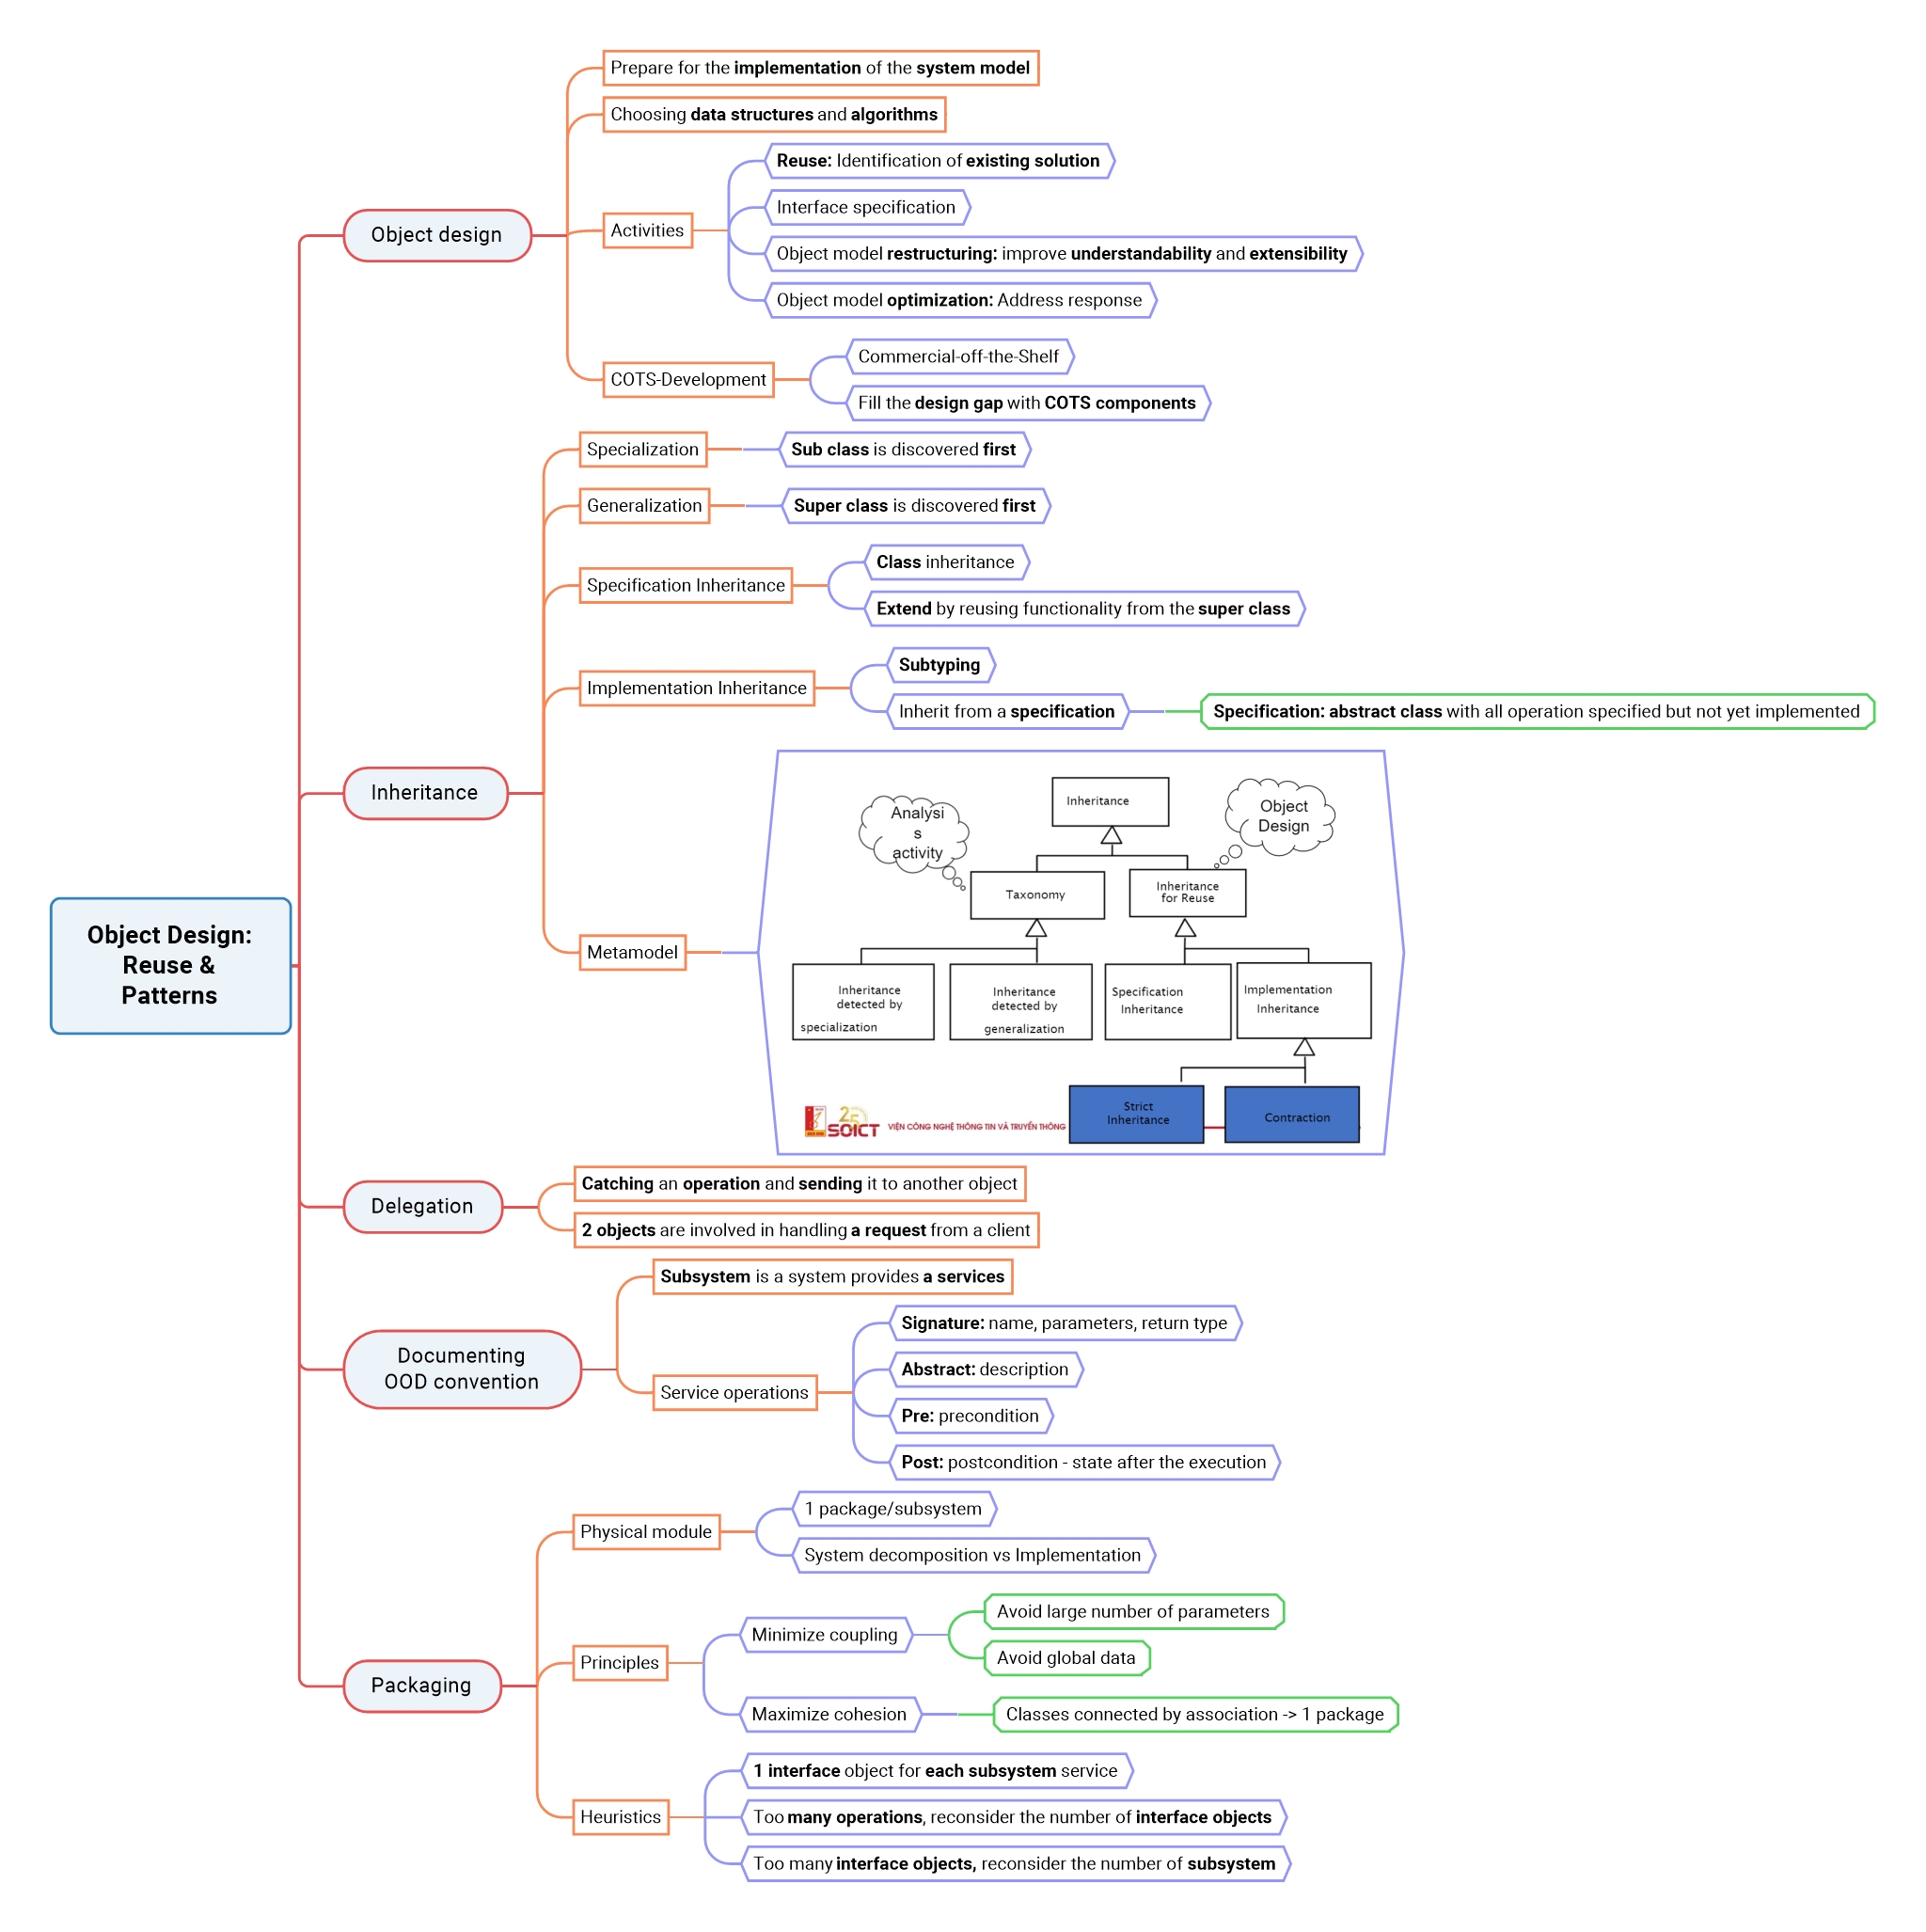 Object Design:
Reuse &
Patterns
Object design
Prepare for the implementation of the system model
Choosing data structures and algorithms
Activities
Reuse: Identification of existing solution
Interface specification
Object model restructuring: improve understandability and extensibility
Object model optimization: Address response
COTS-Development
Commercial-off-the-Shelf
Fill the design gap with COTS components
Inheritance
Specialization
Sub class is discovered first
Generalization
Super class is discovered first
Specification Inheritance
Class inheritance
Extend by reusing functionality from the super class
Implementation Inheritance
Subtyping
Inherit from a specification
Specification: abstract class with all operation specified but not yet implemented
Metamodel
Inheritance
Analysi
s
activity
Object
Design
Taxonomy
Inheritance
for Reuse
Inheritance
detected by
specialization
Inheritance
detected by
generalization
Specification
Inheritance
Implementation
Inheritance
Strict
Inheritance
Contraction
25
SOICT
VIỆN CÔNG NGHỆ THÔNG TIN VÀ TRUYỀN THÔNG
Delegation
Catching an operation and sending it to another object
2 objects are involved in handling a request from a client
Documenting
OOD convention
Subsystem is a system provides a services
Service operations
Signature: name, parameters, return type
Abstract: description
Pre: precondition
Post: postcondition - state after the execution
Packaging
Physical module
1 package/subsystem
System decomposition vs Implementation
Principles
Minimize coupling
Avoid large number of parameters
Avoid global data
Maximize cohesion
Classes connected by association -> 1 package
Heuristics
1 interface object for each subsystem service
Too many operations, reconsider the number of interface objects
Too many interface objects, reconsider the number of subsystem